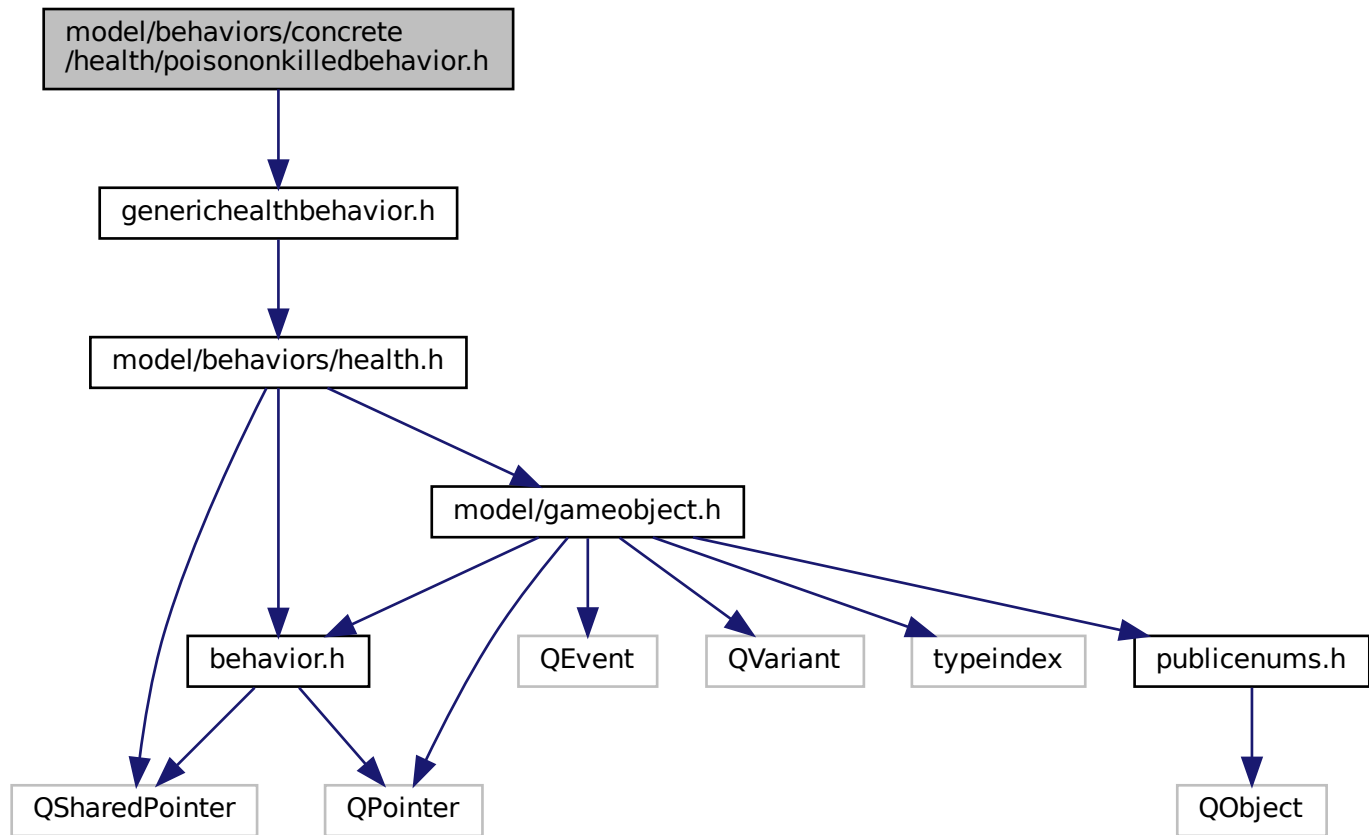 model/behaviors/concrete
/health/poisononkilledbehavior.h
generichealthbehavior.h
model/behaviors/health.h
model/gameobject.h
behavior.h
QEvent
QVariant
typeindex
publicenums.h
QSharedPointer
QPointer
QObject